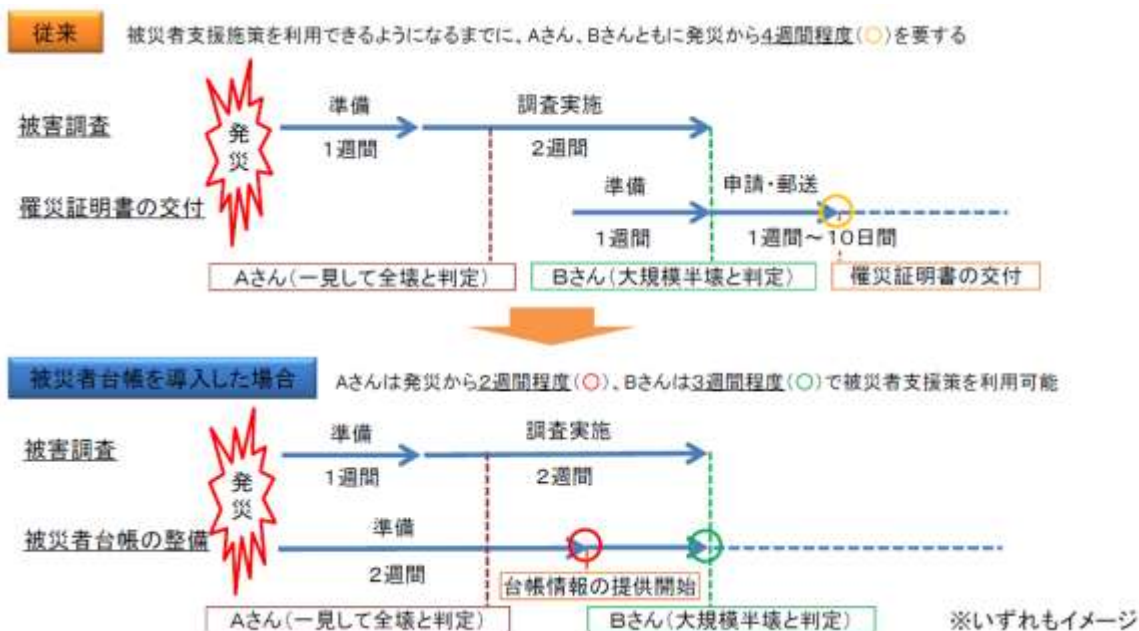 従来 被災者支援施策を利用できるようになるまでに、Aさん、Bさんともに発災から4週間程度(○)を要する
被害調査
発災
準備
1週間
調査実施
2週間
罹災証明書の交付
準備
1週間
申請・郵送
1週間～10日間
Aさん(一見して全壊と判定)
Bさん(大規模半壊と判定)
罹災証明書の交付
被災者台帳を導入した場合 Aさんは発災から2週間程度(○)、Bさんは3週間程度(○)で被災者支援策を利用可能
被害調査
発災
準備
1週間
調査実施
2週間
被災者台帳の整備
準備
2週間
台帳情報の提供開始
Aさん(一見して全壊と判定)
Bさん(大規模半壊と判定)
※いずれもイメージ